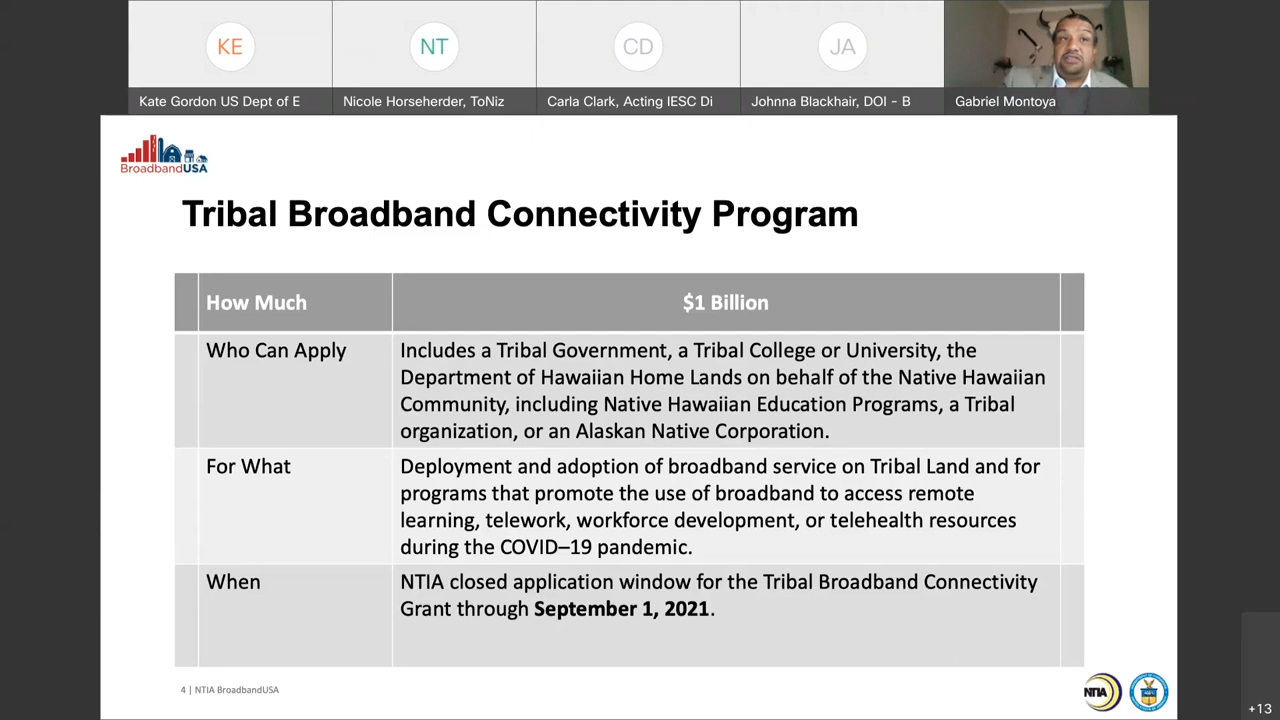 KE
NT
CD
JA
Kate Gordon US Dept of E
Nicole Horseherder, ToNiz
Carla Clark, Acting IESC Di
Johnna Blackhair, DOI - B
Gabriel Montoya
BroadbandUSA
Tribal Broadband Connectivity Program
How Much
$1 Billion
Who Can Apply
Includes a Tribal Government, a Tribal College or University, the
Department of Hawaiian Home Lands on behalf of the Native Hawaiian
Community, including Native Hawaiian Education Programs, a Tribal
organization, or an Alaskan Native Corporation.
For What
Deployment and adoption of broadband service on Tribal Land and for
programs that promote the use of broadband to access remote
learning, telework, workforce development, or telehealth resources
during the COVID–19 pandemic.
When
NTIA closed application window for the Tribal Broadband Connectivity
Grant through September 1, 2021.
4 | NTIA BroadbandUSA
NTIA
+13